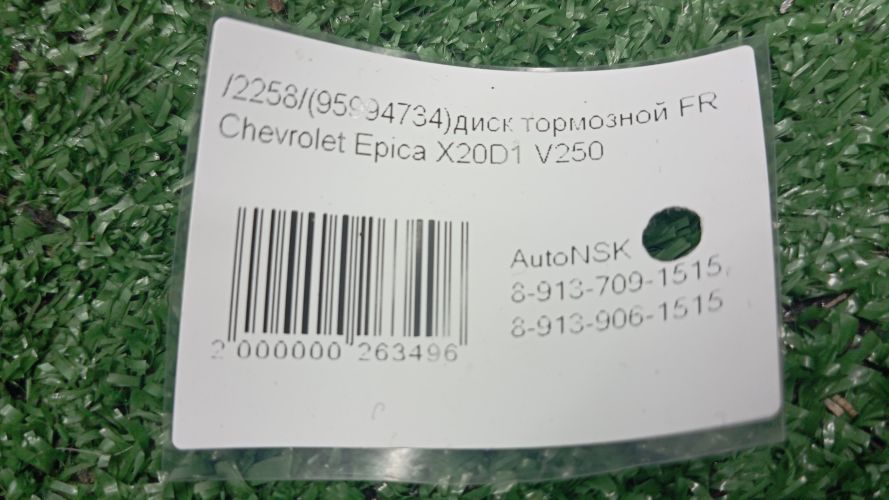 /2258/(95994734)диск тормозной FR
Chevrolet Epica X20D1 V250
AutoNSK
8-913-709-1515,
8-913-906-1515
2 000000 263496